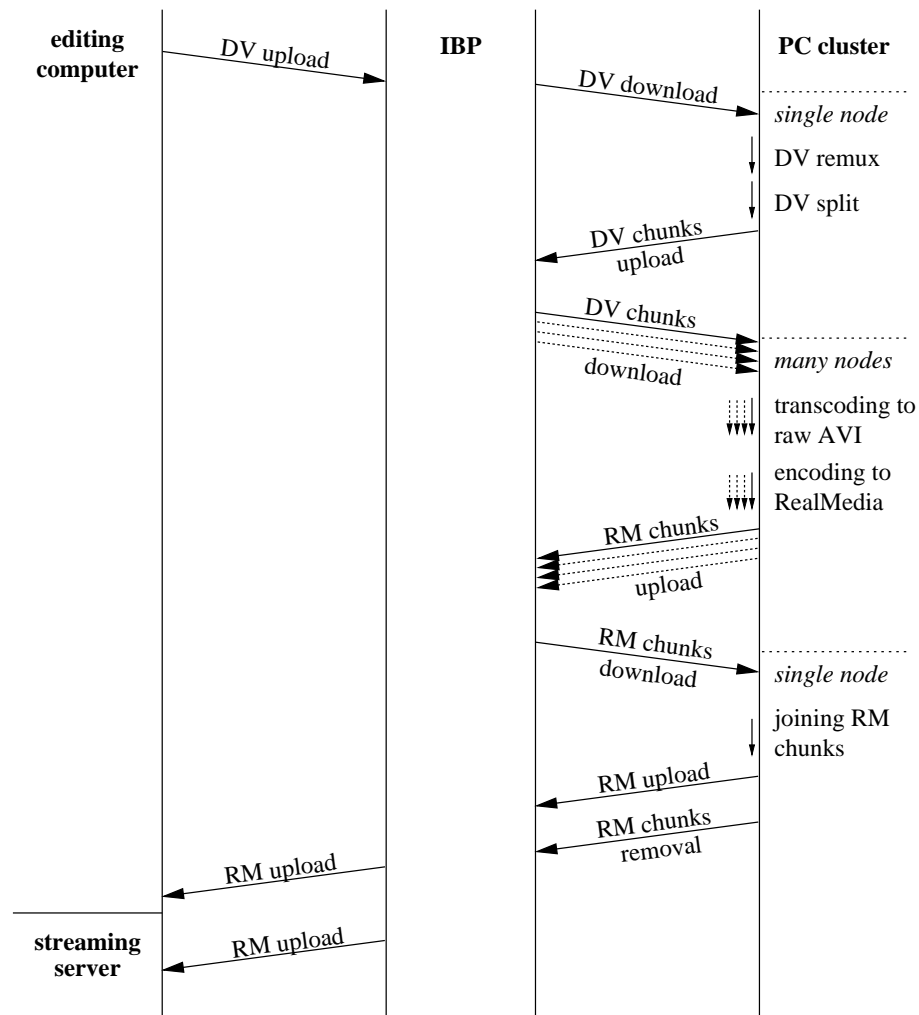 editing
computer
IBP
PC cluster
DV upload
DV download
single node
DV remux
DV split
DV chunks
upload
DV chunks
download
many nodes
transcoding to
raw AVI
encoding to
RealMedia
RM chunks
upload
RM chunks
download
single node
joining RM
chunks
RM upload
RM chunks
removal
RM upload
streaming
server
RM upload